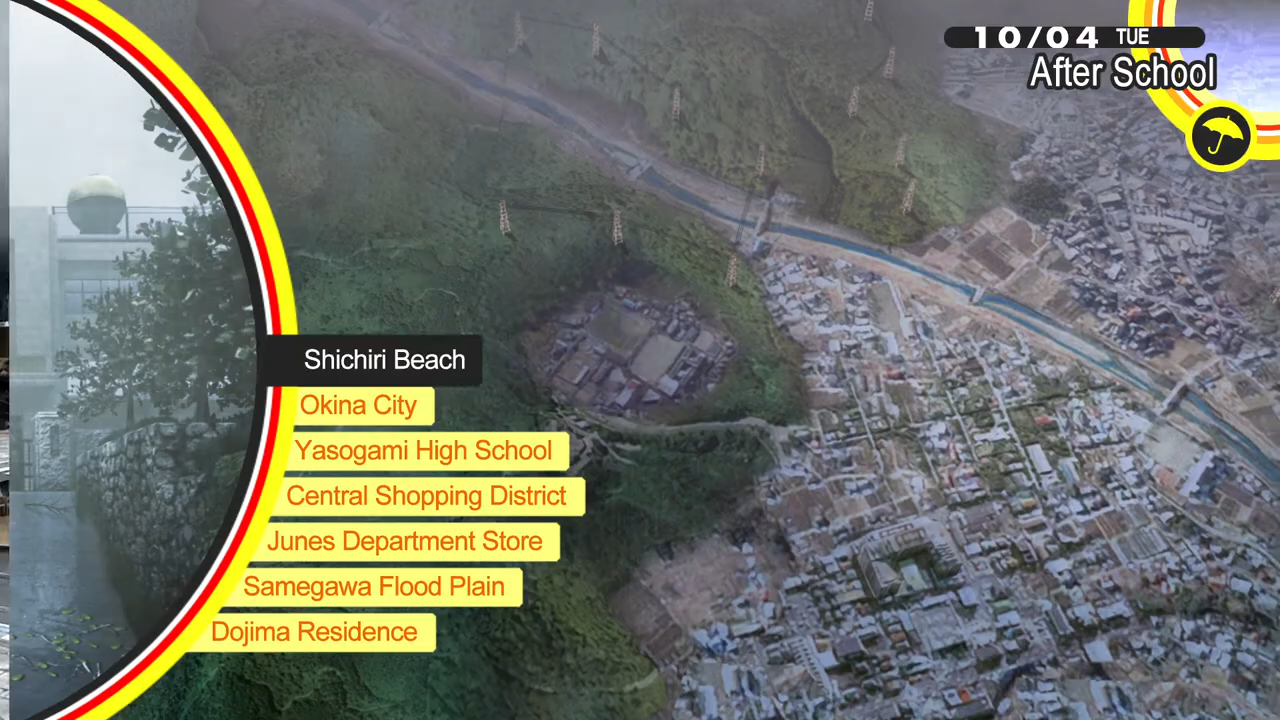 10/04 TUE
After School
Shichiri Beach
Okina City
Yasogami High School
Central Shopping District
Junes Department Store
Samegawa Flood Plain
Dojima Residence